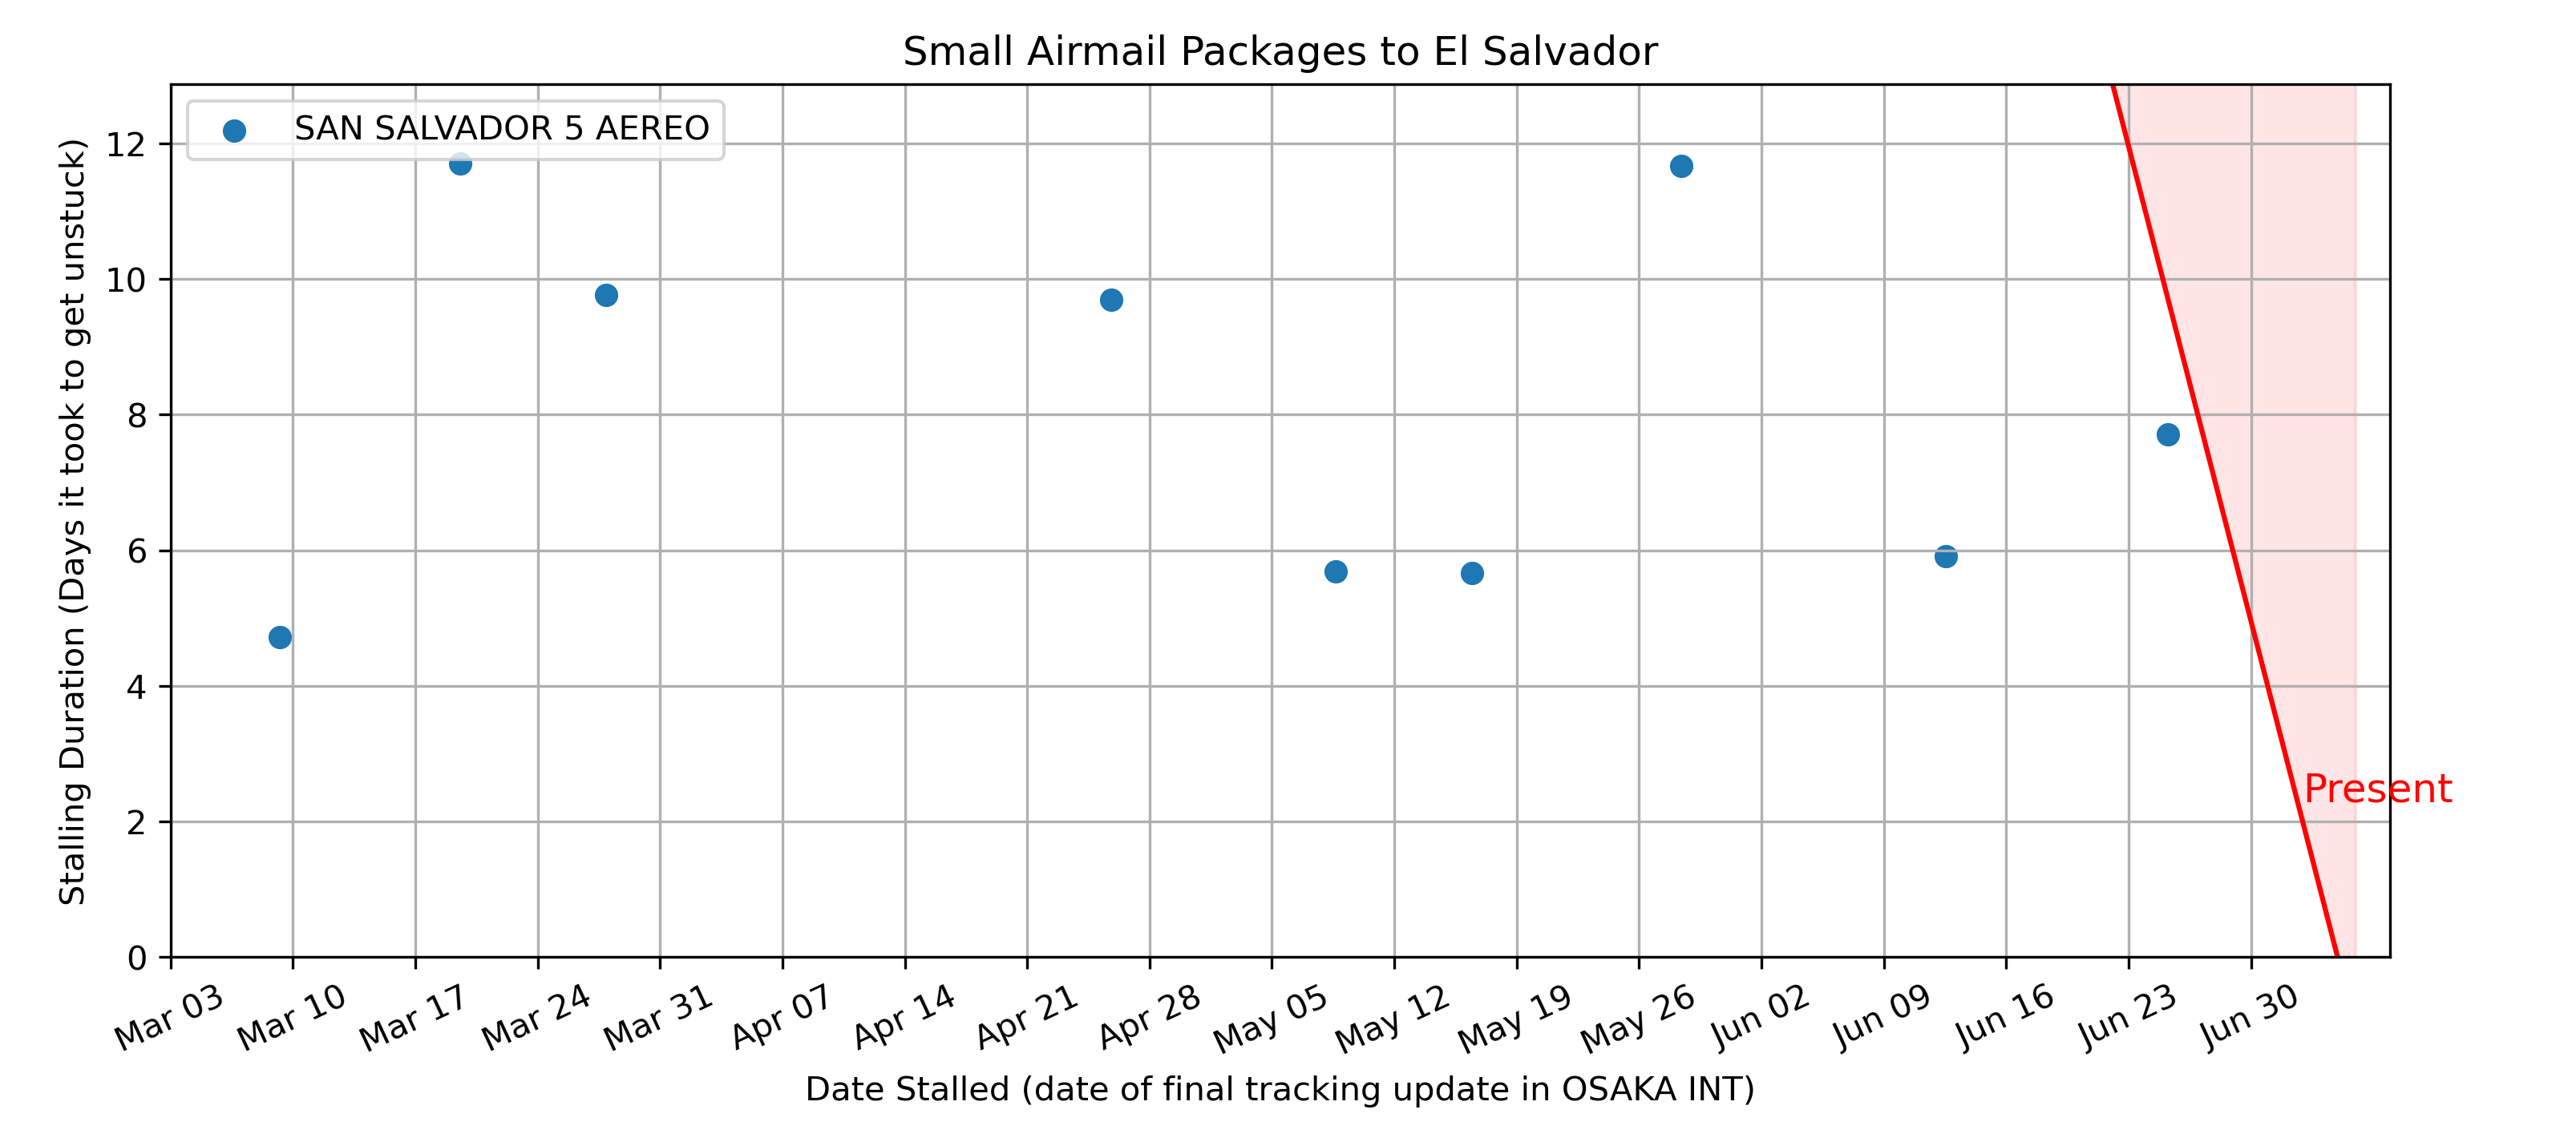 Small Airmail Packages to El Salvador
SAN SALVADOR 5 AEREO
Stalling Duration (Days it took to get unstuck)
12
10
8
6
4
2
0
Present
Mar 03 Mar 10 Mar 17 Mar 24 Mar 31 Apr 07 Apr 14 Apr 21 Apr 28 May 05 May 12 May 19 May 26 Jun 02 Jun 09 Jun 16 Jun 23 Jun 30
Date Stalled (date of final tracking update in OSAKA INT)